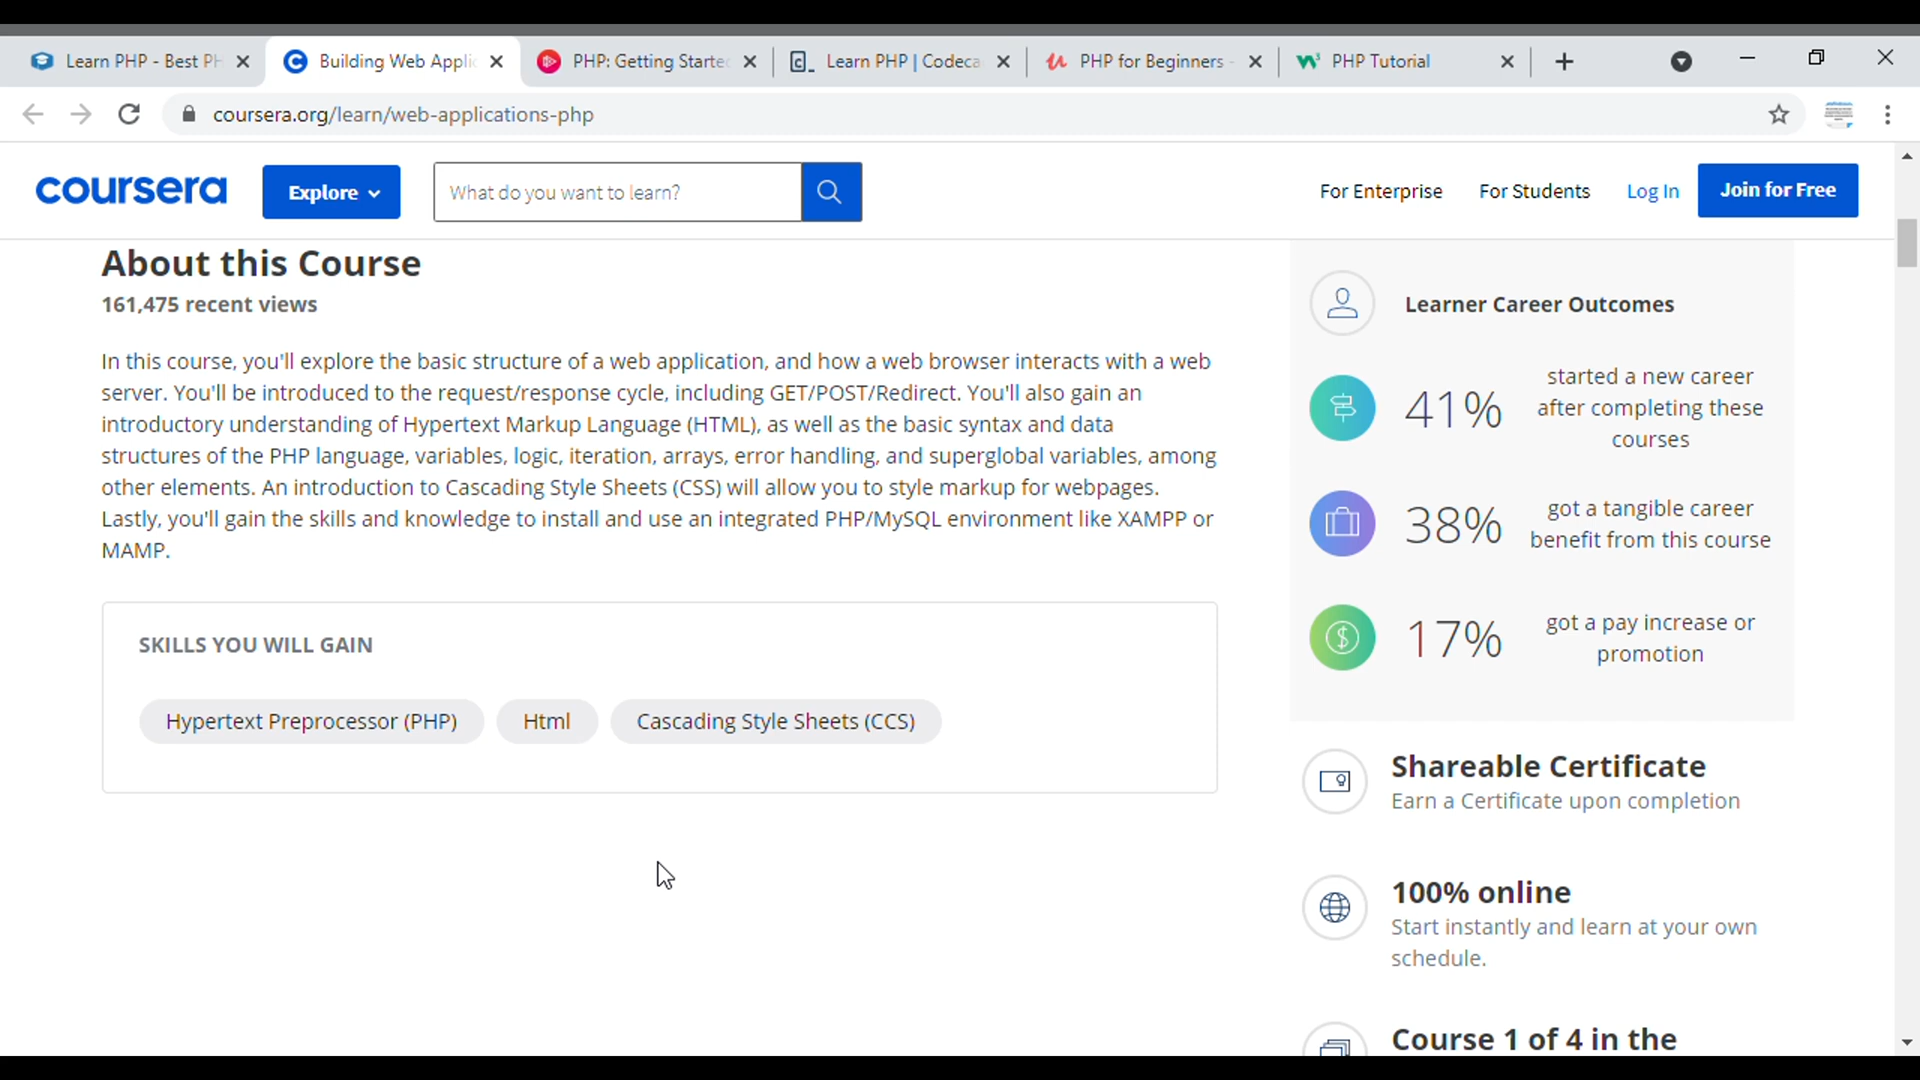 Learn PHP - Best PH
Building Web Applic
PHP: Getting Started
Learn PHP | Codeca
PHP for Beginners -
PHP Tutorial
coursera.org/learn/web-applications-php
coursera
Explore
What do you want to learn?
For Enterprise
For Students
Log In
Join for Free
About this Course
161,475 recent views
In this course, you'll explore the basic structure of a web application, and how a web browser interacts with a web
server. You'll be introduced to the request/response cycle, including GET/POST/Redirect. You'll also gain an
introductory understanding of Hypertext Markup Language (HTML), as well as the basic syntax and data
structures of the PHP language, variables, logic, iteration, arrays, error handling, and superglobal variables, among
other elements. An introduction to Cascading Style Sheets (CSS) will allow you to style markup for webpages.
Lastly, you'll gain the skills and knowledge to install and use an integrated PHP/MySQL environment like XAMPP or
MAMP.
SKILLS YOU WILL GAIN
Hypertext Preprocessor (PHP)
Html
Cascading Style Sheets (CCS)
Learner Career Outcomes
41%
started a new career
after completing these
courses
38%
got a tangible career
benefit from this course
17%
got a pay increase or
promotion
Shareable Certificate
Earn a Certificate upon completion
100% online
Start instantly and learn at your own
schedule.
Course 1 of 4 in the